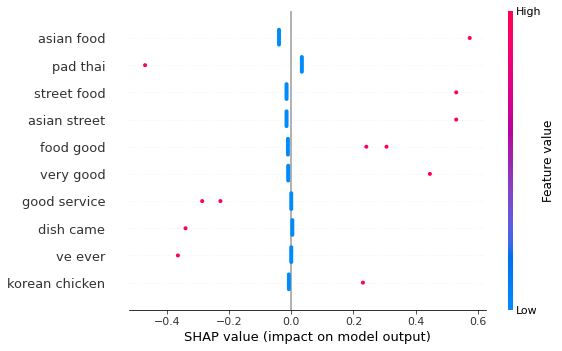 High
asian food
pad thai
street food
asian street
food good
very good
good service
dish came
ve ever
korean chicken
Feature value
Low
−0.4 −0.2 0.0 0.2 0.4 0.6
SHAP value (impact on model output)